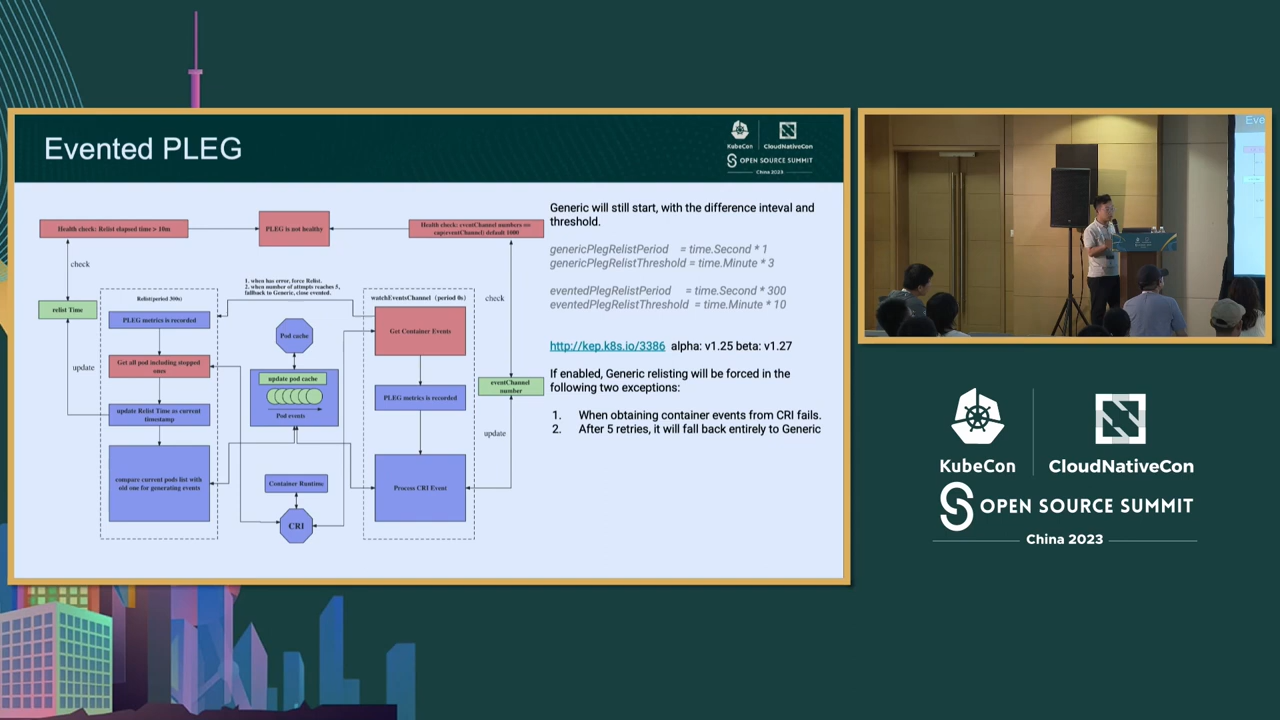 Evented PLEG
KubeCon
CloudNativeCon
OPEN SOURCE SUMMIT
China 2023
Health check: Relist elapsed time > 10m
PLEG is not healthy
Health check: eventChannel numbers ==
cap(eventChannel) default 1000
check
1. when has error, force Relist.
2. when number of attmpts reaches 5,
fallback to Generic, close evented.
Relist(period 300s)
watchEventsChannel (period 0s)
check
relist Time
PLEG metrics is recorded
Pod cache
Get Container Events
Get all pod including stopped
ones
update
update pod cache
Pod events
eventChannel
number
PLEG metrics is recorded
update Relist Time as current
timestamp
update
compare current pods list with
old one for generating events
Container Runtime
Process CRI Event
CRI
Generic will still start, with the difference inteval and
threshold.
genericPlegRelistPeriod = time.Second * 1
genericPlegRelistThreshold = time.Minute * 3
eventedPlegRelistPeriod = time.Second * 300
eventedPlegRelistThreshold = time.Minute * 10
http://kep.k8s.io/3386 alpha: v1.25 beta: v1.27
If enabled, Generic relisting will be forced in the
following two exceptions:
1. When obtaining container events from CRI fails.
2. After 5 retries, it will fall back entirely to Generic
Eve
KubeCon
CloudNativeCon
OPEN SOURCE SUMMIT
China 2023